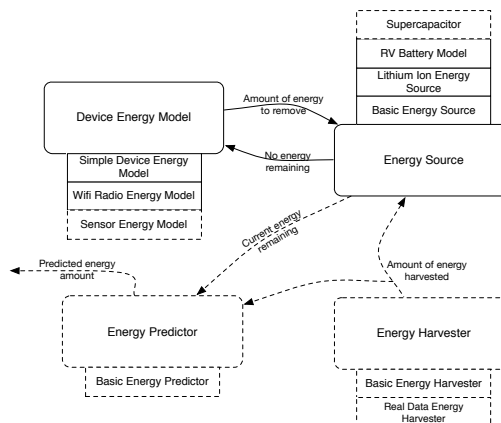 Supercapacitor
RV Battery Model
Lithium Ion Energy
Source
Basic Energy Source
Energy Source
Device Energy Model
Simple Device Energy
Model
Wifi Radio Energy Model
Sensor Energy Model
Amount of energy
to remove
No energy
remaining
Current energy
remaining
Predicted energy
amount
Amount of energy
harvested
Energy Predictor
Basic Energy Predictor
Energy Harvester
Basic Energy Harvester
Real Data Energy
Harvester